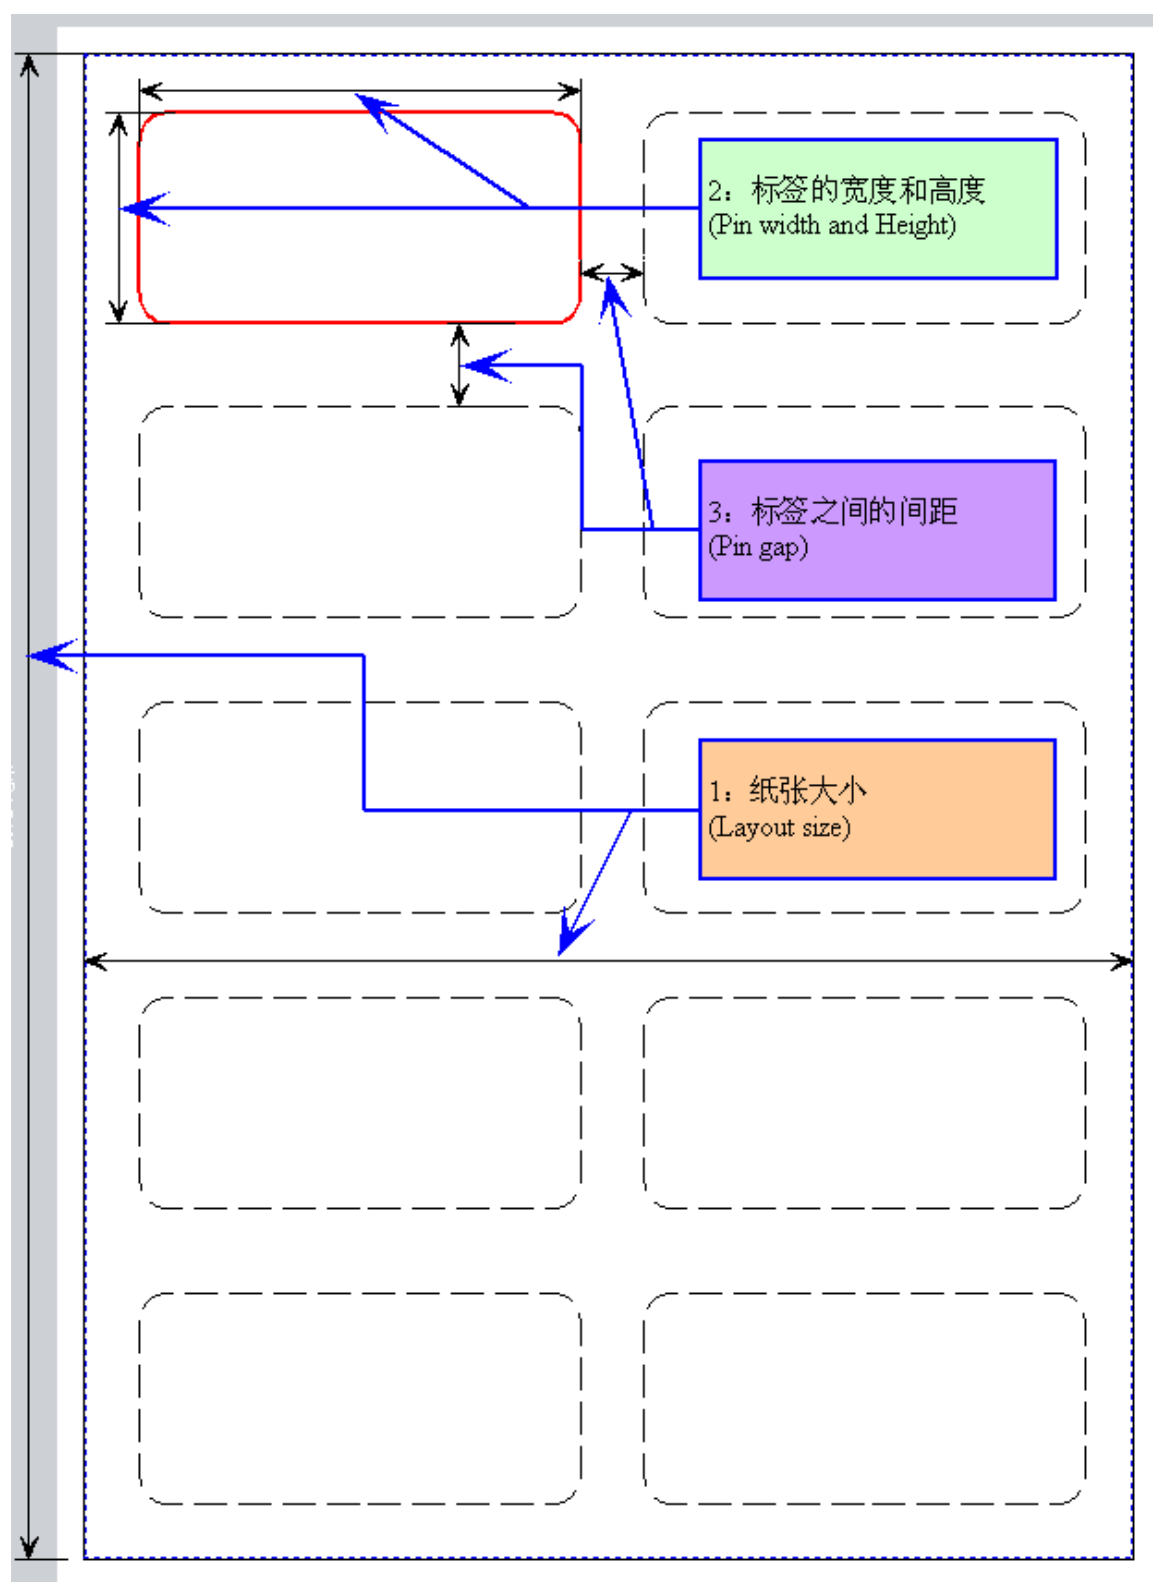 2：标签的宽度和高度
(Pin width and Height)
3：标签之间的间距
(Pin gap)
1：纸张大小
(Layout size)